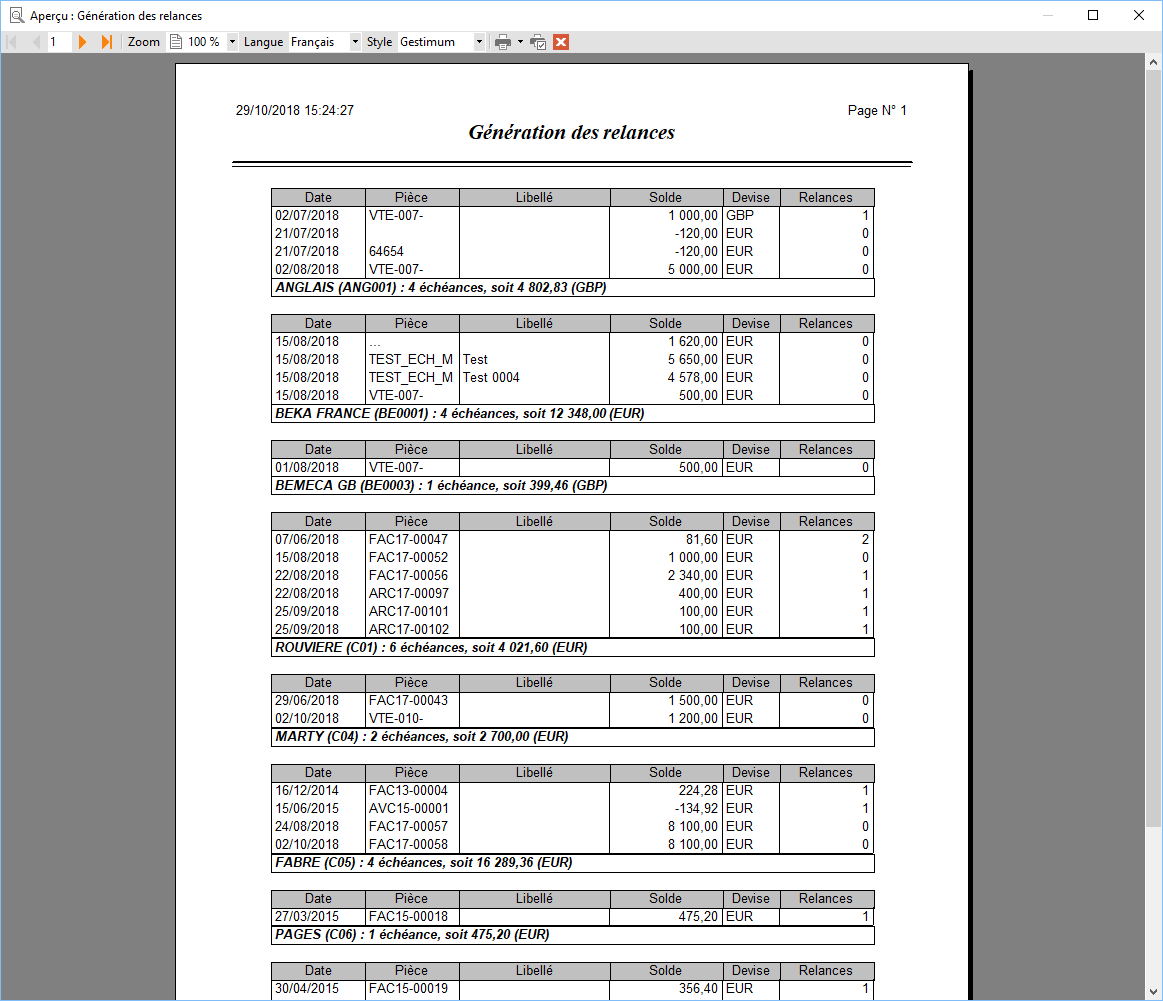 Aperçu : Génération des relances
1 Zoom 100 % Langue Français Style Gestimum
29/10/2018 15:24:27 Page N° 1
Génération des relances
Date Pièce Libellé Solde Devise Relances
02/07/2018 VTE-007- 1 000,00 GBP 1
21/07/2018 -120,00 EUR 0
21/07/2018 64654 -120,00 EUR 0
02/08/2018 VTE-007- 5 000,00 EUR 0
ANGLAIS (ANG001) : 4 échéances, soit 4 802,83 (GBP)
Date Pièce Libellé Solde Devise Relances
15/08/2018 ... 1 620,00 EUR 0
15/08/2018 TEST_ECH_M Test 5 650,00 EUR 0
15/08/2018 TEST_ECH_M Test 0004 4 578,00 EUR 0
15/08/2018 VTE-007- 500,00 EUR 0
BEKA FRANCE (BE0001) : 4 échéances, soit 12 348,00 (EUR)
Date Pièce Libellé Solde Devise Relances
01/08/2018 VTE-007- 500,00 EUR 0
BEMECA GB (BE0003) : 1 échéance, soit 399,46 (GBP)
Date Pièce Libellé Solde Devise Relances
07/06/2018 FAC17-00047 81,60 EUR 2
15/08/2018 FAC17-00052 1 000,00 EUR 0
22/08/2018 FAC17-00056 2 340,00 EUR 1
22/08/2018 ARC17-00097 400,00 EUR 1
25/09/2018 ARC17-00101 100,00 EUR 1
25/09/2018 ARC17-00102 100,00 EUR 1
ROUVIERE (C01) : 6 échéances, soit 4 021,60 (EUR)
Date Pièce Libellé Solde Devise Relances
29/06/2018 FAC17-00043 1 500,00 EUR 0
02/10/2018 VTE-010- 1 200,00 EUR 0
MARTY (C04) : 2 échéances, soit 2 700,00 (EUR)
Date Pièce Libellé Solde Devise Relances
16/12/2014 FAC13-00004 224,28 EUR 1
15/06/2015 AVC15-00001 -134,92 EUR 1
24/08/2018 FAC17-00057 8 100,00 EUR 0
02/10/2018 FAC17-00058 8 100,00 EUR 0
FABRE (C05) : 4 échéances, soit 16 289,36 (EUR)
Date Pièce Libellé Solde Devise Relances
27/03/2015 FAC15-00018 475,20 EUR 1
PAGES (C06) : 1 échéance, soit 475,20 (EUR)
Date Pièce Libellé Solde Devise Relances
30/04/2015 FAC15-00019 356,40 EUR 1